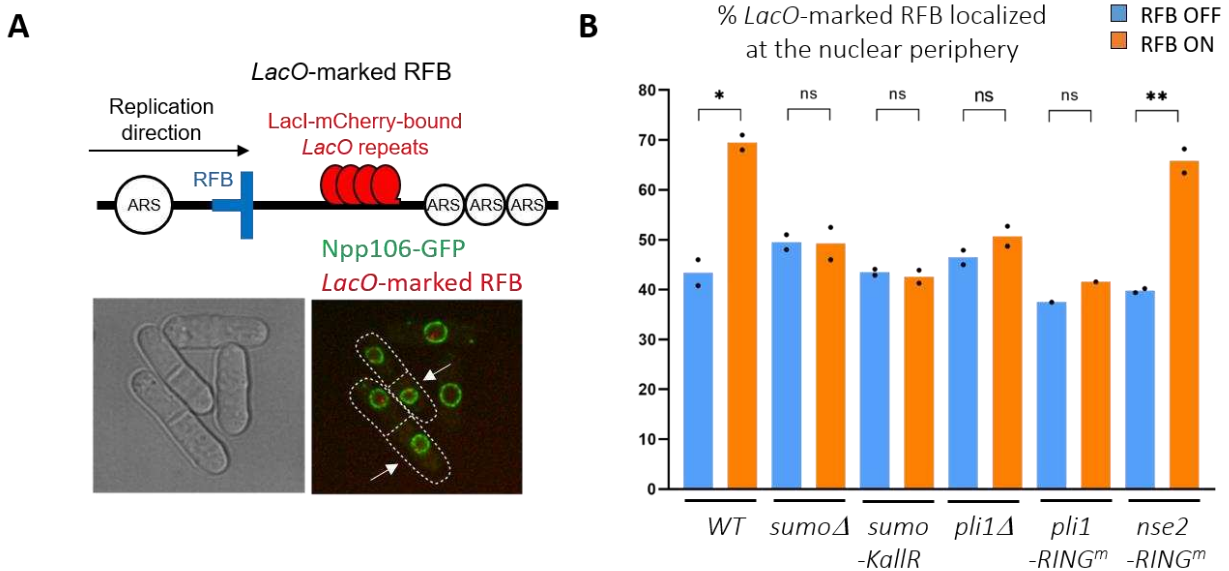 A
LacO-marked RFB
Replication
direction
LacI-mCherry-bound
LacO repeats
RFB
ARS
ARS ARS ARS
Npp106-GFP
LacO-marked RFB
B
% LacO-marked RFB localized
at the nuclear periphery
RFB OFF
RFB ON
* ns ns ns ns **
80
70
60
50
40
30
20
10
0
WT sumoΔ sumo pli1Δ pli1 nse2
-KallR -RINGᵐ -RINGᵐ